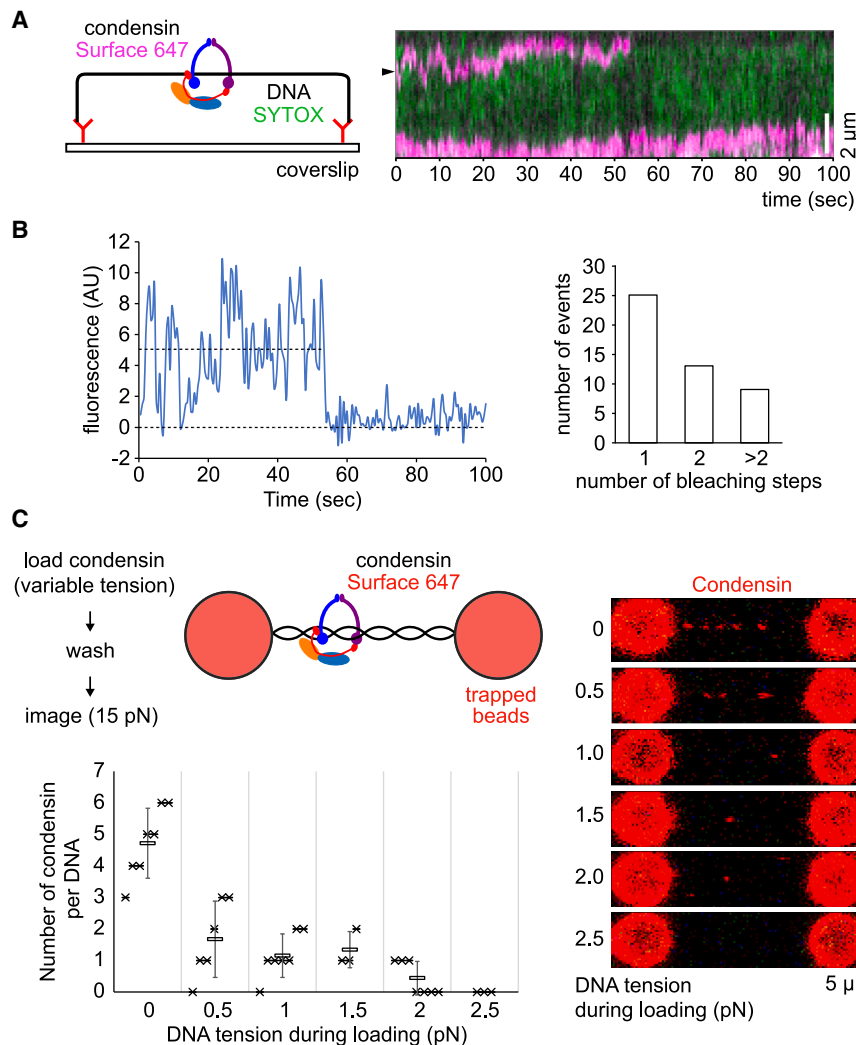 A
condensin
Surface 647
DNA
SYTOX
coverslip
2 μm
0 10 20 30 40 50 60 70 80 90 100
time (sec)
B
fluorescence (AU)
12
10
8
6
4
2
0
-2
0 20 40 60 80 100
Time (sec)
number of events
30
25
20
15
10
5
0
1 2 >2
number of bleaching steps
C
load condensin
(variable tension)
wash
image (15 pN)
condensin
Surface 647
trapped
beads
Number of condensin
per DNA
7
6
5
4
3
2
1
0
0 0.5 1 1.5 2 2.5
DNA tension during loading (pN)
Condensin
0
0.5
1.0
1.5
2.0
2.5
DNA tension
during loading (pN)
5 μ